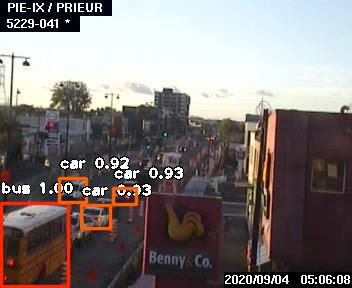 PIE-IX / PRIEUR
5229-041 *
car 0.92
car 0.93
bus 1.00
car 0.93
Benny&Co.
2020/09/04 05:06:08